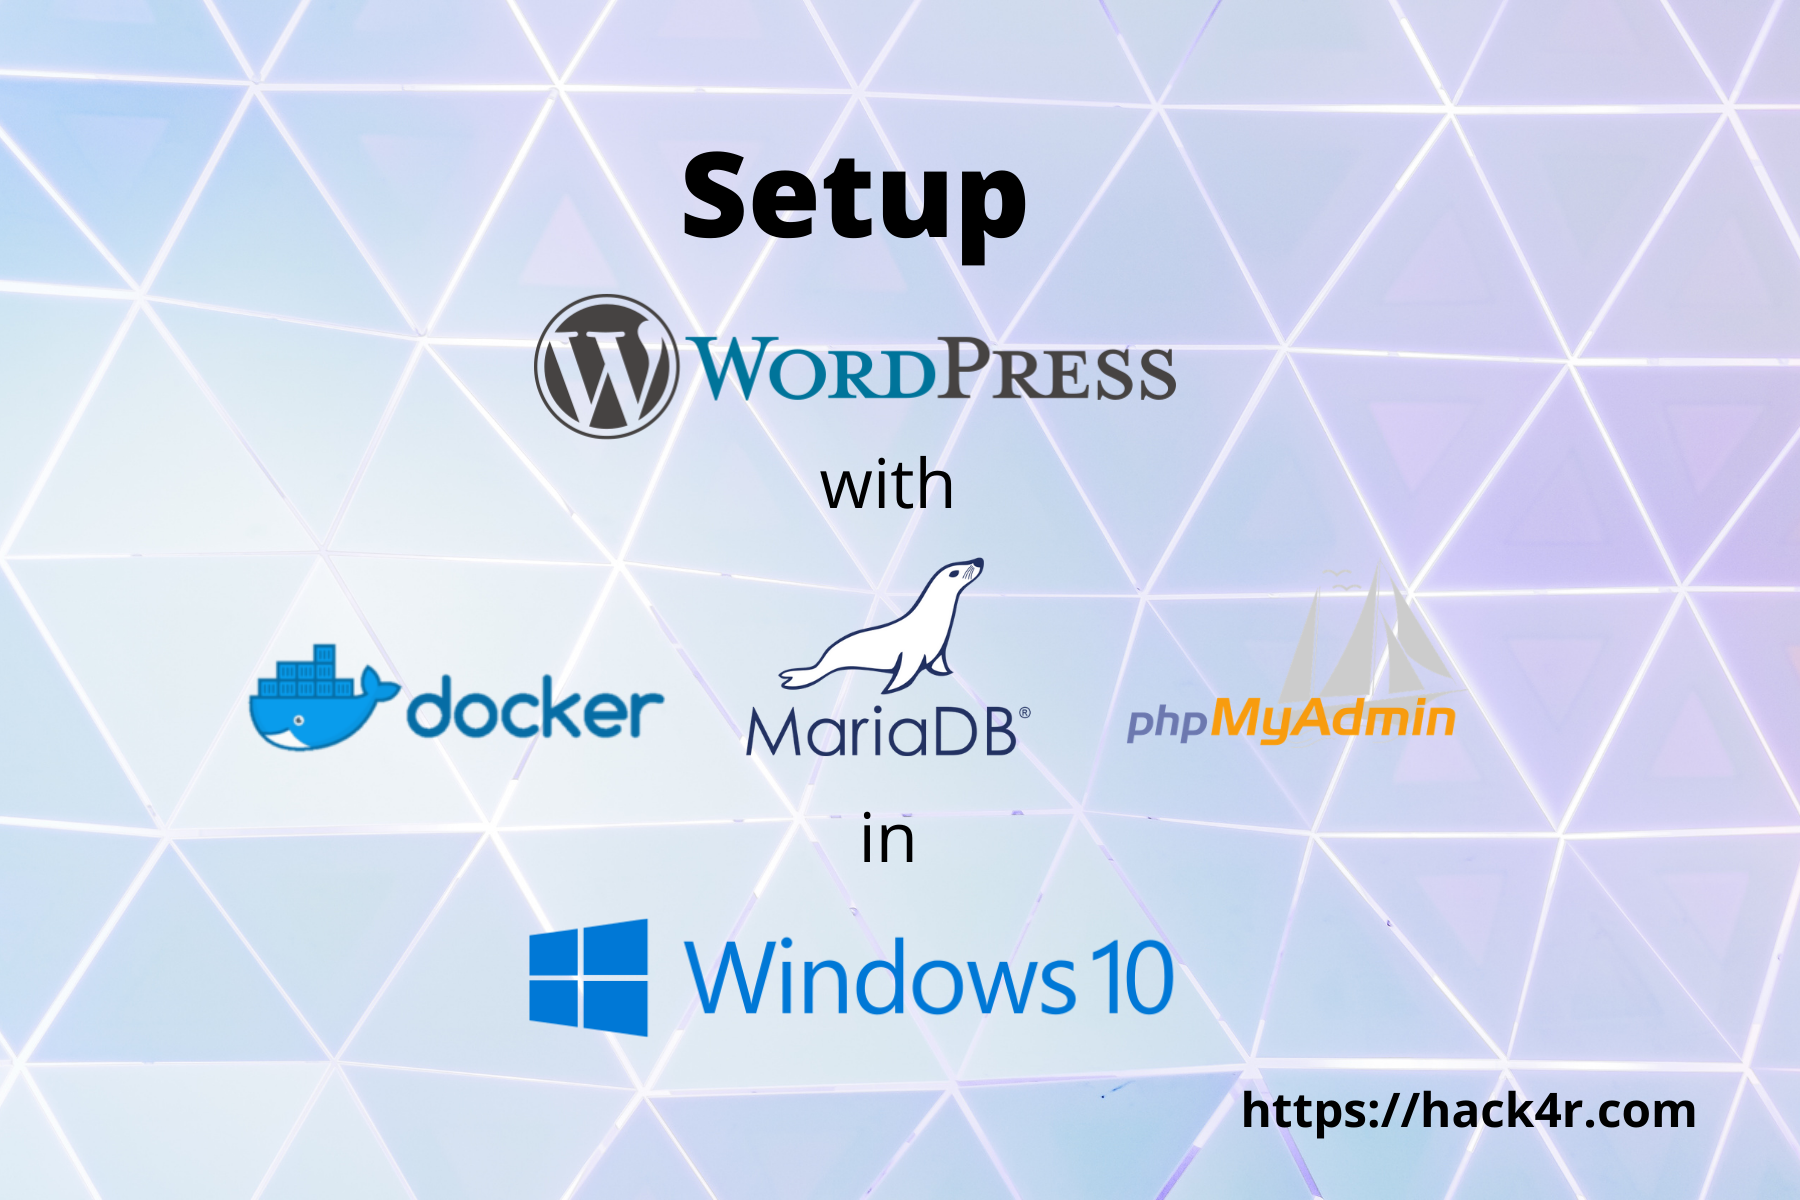 Setup
WORDPRESS
with
docker
MariaDB®
phpMyAdmin
in
Windows 10
https://hack4r.com